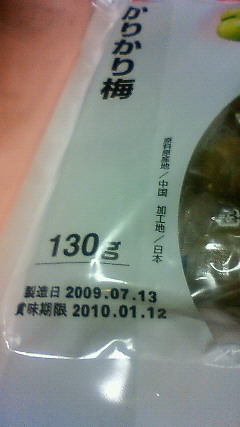 かりかり梅
原料原産地／中国 加工地／日本
130g
製造日 2009.07.13
賞味期限 2010.01.12